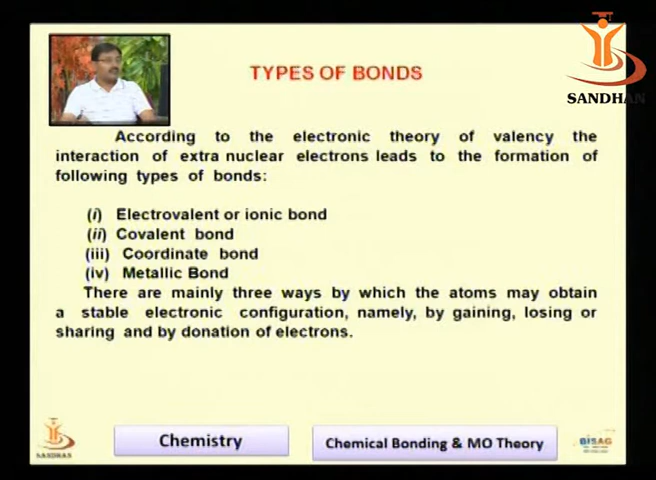 TYPES OF BONDS
SANDHAN
According to the electronic theory of valency the
interaction of extra nuclear electrons leads to the formation of
following types of bonds:
(i) Electrovalent or ionic bond
(ii) Covalent bond
(iii) Coordinate bond
(iv) Metallic Bond
There are mainly three ways by which the atoms may obtain
a stable electronic configuration, namely, by gaining, losing or
sharing and by donation of electrons.
SANDHAN
Chemistry
Chemical Bonding & MO Theory
BISAG